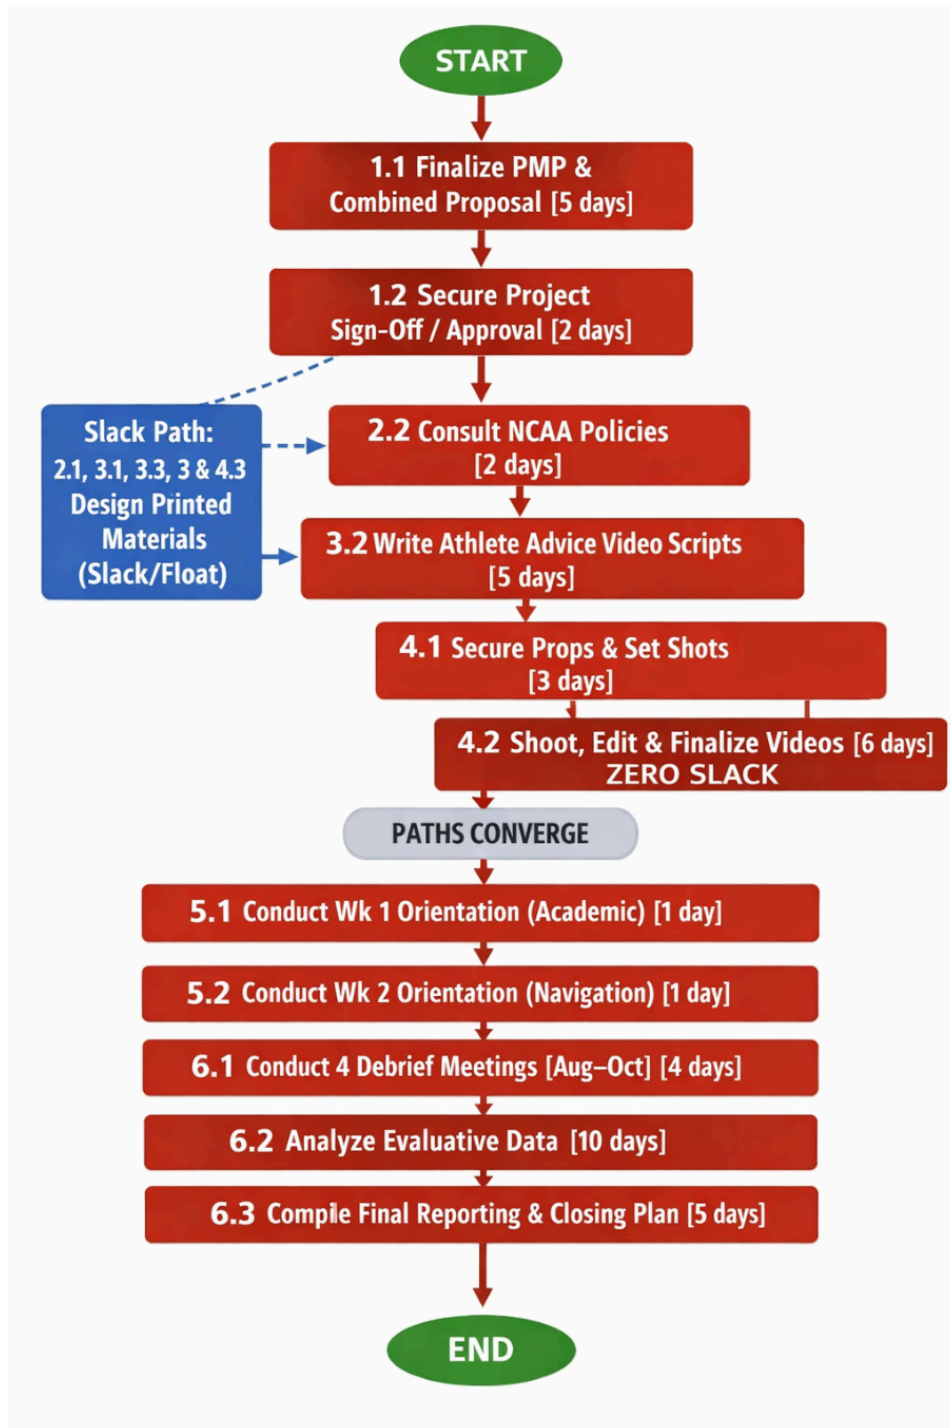 START
1.1 Finalize PMP &
Combined Proposal [5 days]
1.2 Secure Project
Sign-Off / Approval [2 days]
Slack Path:
2.1, 3.1, 3.3, 3 & 4.3
Design Printed
Materials
(Slack/Float)
2.2 Consult NCAA Policies
[2 days]
3.2 Write Athlete Advice Video Scripts
[5 days]
4.1 Secure Props & Set Shots
[3 days]
4.2 Shoot, Edit & Finalize Videos [6 days]
ZERO SLACK
PATHS CONVERGE
5.1 Conduct Wk 1 Orientation (Academic) [1 day]
5.2 Conduct Wk 2 Orientation (Navigation) [1 day]
6.1 Conduct 4 Debrief Meetings [Aug–Oct] [4 days]
6.2 Analyze Evaluative Data [10 days]
6.3 Compile Final Reporting & Closing Plan [5 days]
END